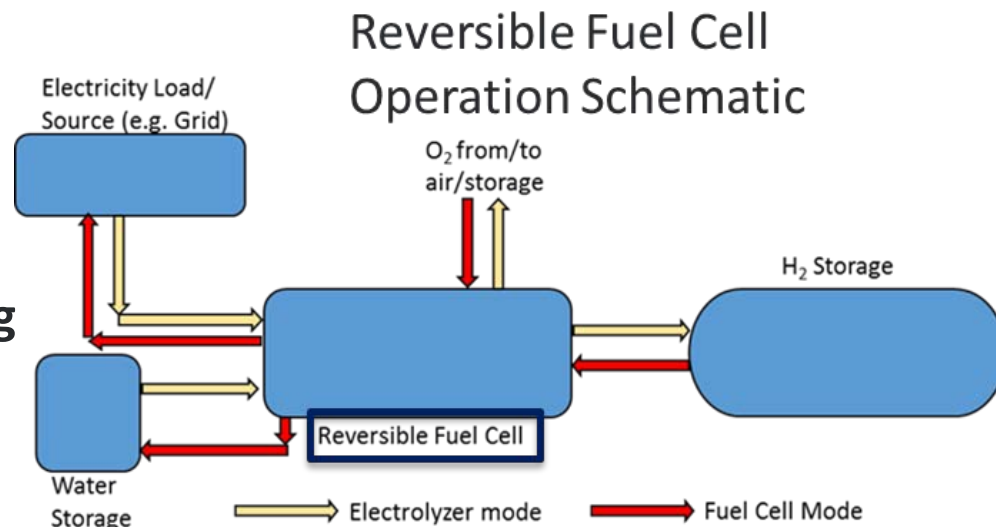 Reversible Fuel Cell
Operation Schematic
Electricity Load/
Source (e.g. Grid)
O₂ from/to
air/storage
H₂ Storage
g
Reversible Fuel Cell
Water
Storage
Electrolyzer mode
Fuel Cell Mode